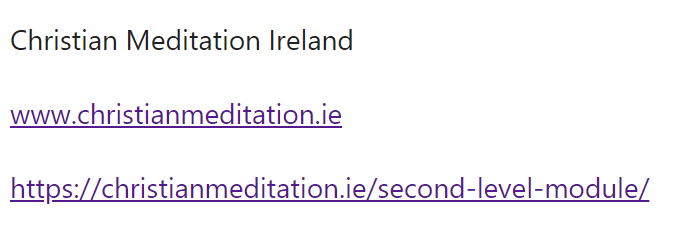 Christian Meditation Ireland
www.christianmeditation.ie
https://christianmeditation.ie/second-level-module/